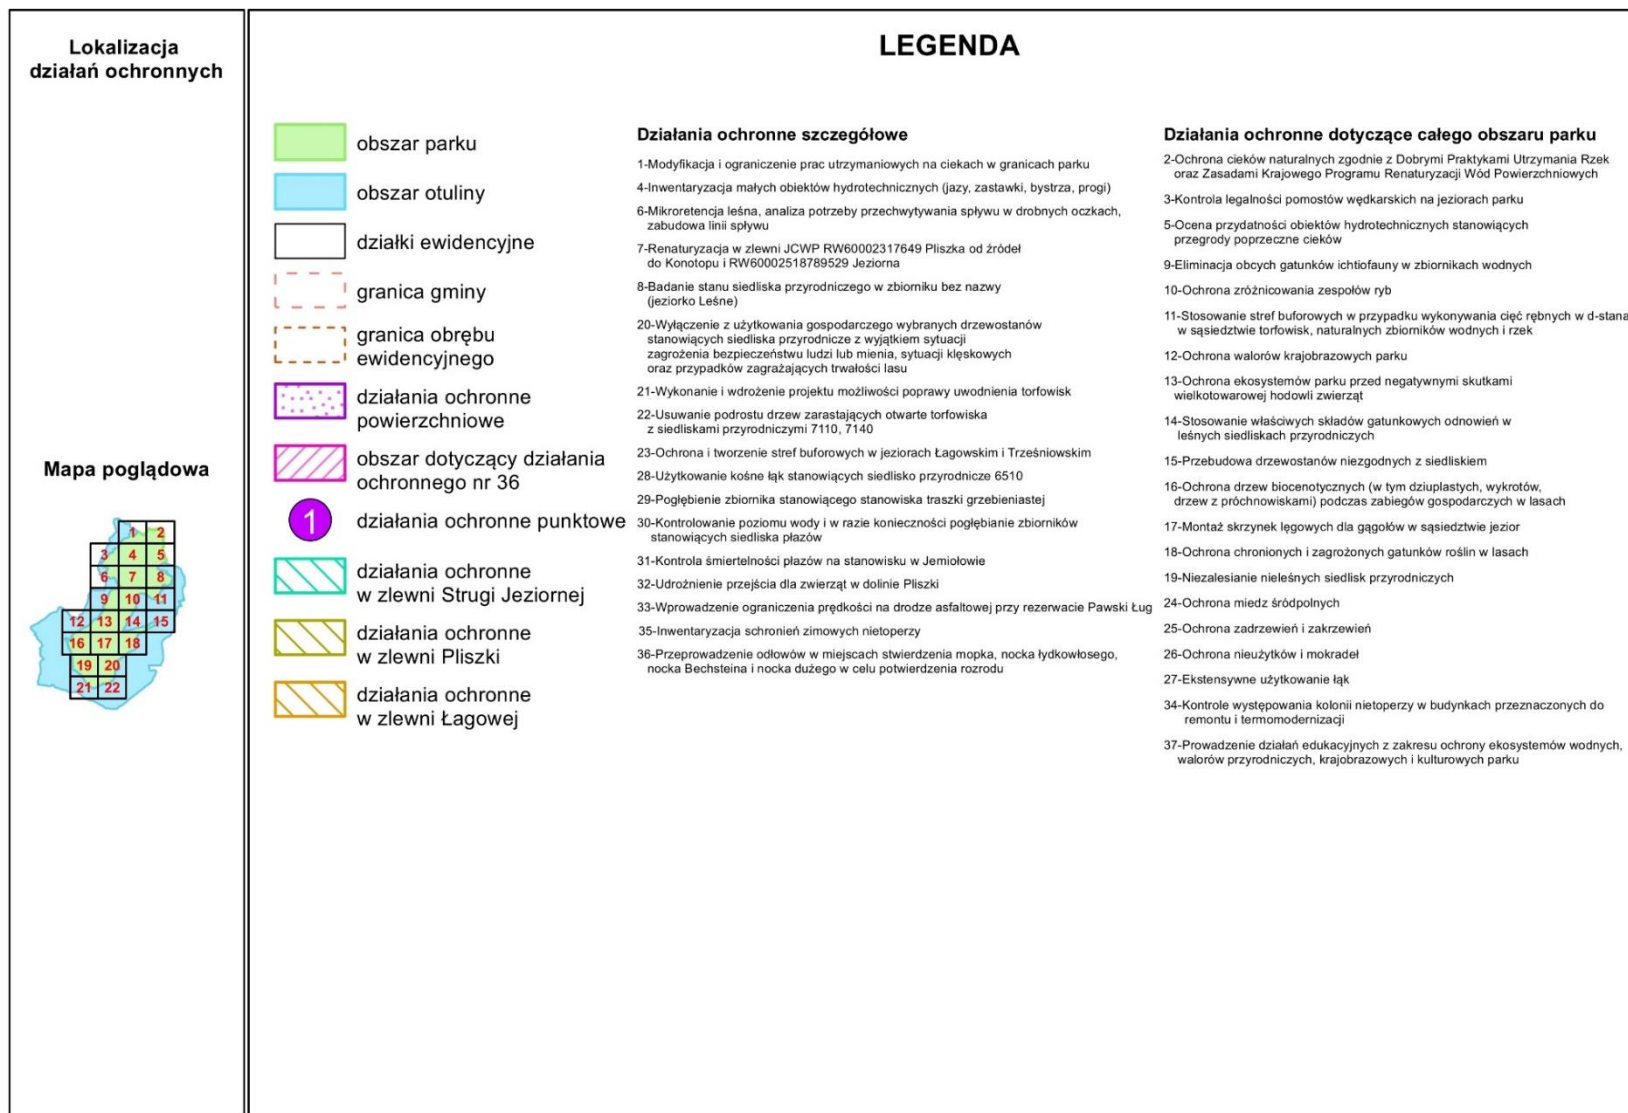 Lokalizacja
działań ochronnych
Mapa poglądowa
1 2
3 4 5
6 7 8
9 10 11
12 13 14 15
16 17 18
19 20
21 22
LEGENDA
obszar parku
obszar otuliny
działki ewidencyjne
granica gminy
granica obrębu
ewidencyjnego
działania ochronne
powierzchniowe
obszar dotyczący działania
ochronnego nr 36
1 działania ochronne punktowe
działania ochronne
w zlewni Strugi Jeziornej
działania ochronne
w zlewni Pliszki
działania ochronne
w zlewni Łagowej
Działania ochronne szczegółowe
1-Modyfikacja i ograniczenie prac utrzymaniowych na ciekach w granicach parku
4-Inwentaryzacja małych obiektów hydrotechnicznych (jazy, zastawki, bystrza, progi)
6-Mikroretencja leśna, analiza potrzeby przechwytywania spływu w drobnych oczkach,
zabudowa linii spływu
7-Renaturyzacja w zlewni JCWP RW60002317649 Pliszka od źródeł
do Konotopu i RW60002518789529 Jeziorna
8-Badanie stanu siedliska przyrodniczego w zbiorniku bez nazwy
(jeziorko Leśne)
20-Wyłączenie z użytkowania gospodarczego wybranych drzewostanów
stanowiących siedliska przyrodnicze z wyjątkiem sytuacji
zagrożenia bezpieczeństwu ludzi lub mienia, sytuacji klęskowych
oraz przypadków zagrażających trwałości lasu
21-Wykonanie i wdrożenie projektu możliwości poprawy uwodnienia torfowisk
22-Usuwanie podrostu drzew zarastających otwarte torfowiska
z siedliskami przyrodniczymi 7110, 7140
23-Ochrona i tworzenie stref buforowych w jeziorach Łagowskim i Trześniowskim
28-Użytkowanie kośne łąk stanowiących siedlisko przyrodnicze 6510
29-Pogłębienie zbiornika stanowiącego stanowiska traszki grzebieniastej
30-Kontrolowanie poziomu wody i w razie konieczności pogłębianie zbiorników
stanowiących siedliska płazów
31-Kontrola śmiertelności płazów na stanowisku w Jemiołowie
32-Udrożnienie przejścia dla zwierząt w dolinie Pliszki
33-Wprowadzenie ograniczenia prędkości na drodze asfaltowej przy rezerwacie Pawski Ług
35-Inwentaryzacja schronień zimowych nietoperzy
36-Przeprowadzenie odłowów w miejscach stwierdzenia mopka, nocka łydkowłosego,
nocka Bechsteina i nocka dużego w celu potwierdzenia rozrodu
Działania ochronne dotyczące całego obszaru parku
2-Ochrona cieków naturalnych zgodnie z Dobrymi Praktykami Utrzymania Rzek
oraz Zasadami Krajowego Programu Renaturyzacji Wód Powierzchniowych
3-Kontrola legalności pomostów wędkarskich na jeziorach parku
5-Ocena przydatności obiektów hydrotechnicznych stanowiących
przegrody poprzeczne cieków
9-Eliminacja obcych gatunków ichtiofauny w zbiornikach wodnych
10-Ochrona zróżnicowania zespołów ryb
11-Stosowanie stref buforowych w przypadku wykonywania cięć rębnych w d-stana
w sąsiedztwie torfowisk, naturalnych zbiorników wodnych i rzek
12-Ochrona walorów krajobrazowych parku
13-Ochrona ekosystemów parku przed negatywnymi skutkami
wielkotowarowej hodowli zwierząt
14-Stosowanie właściwych składów gatunkowych odnowień w
leśnych siedliskach przyrodniczych
15-Przebudowa drzewostanów niezgodnych z siedliskiem
16-Ochrona drzew biocenotycznych (w tym dziuplastych, wykrotów,
drzew z próchnowiskami) podczas zabiegów gospodarczych w lasach
17-Montaż skrzynek lęgowych dla gągołów w sąsiedztwie jezior
18-Ochrona chronionych i zagrożonych gatunków roślin w lasach
19-Niezalesianie nieleśnych siedlisk przyrodniczych
24-Ochrona miedz śródpolnych
25-Ochrona zadrzewień i zakrzewień
26-Ochrona nieużytków i mokradeł
27-Ekstensywne użytkowanie łąk
34-Kontrole występowania kolonii nietoperzy w budynkach przeznaczonych do
remontu i termomodernizacji
37-Prowadzenie działań edukacyjnych z zakresu ochrony ekosystemów wodnych,
walorów przyrodniczych, krajobrazowych i kulturowych parku